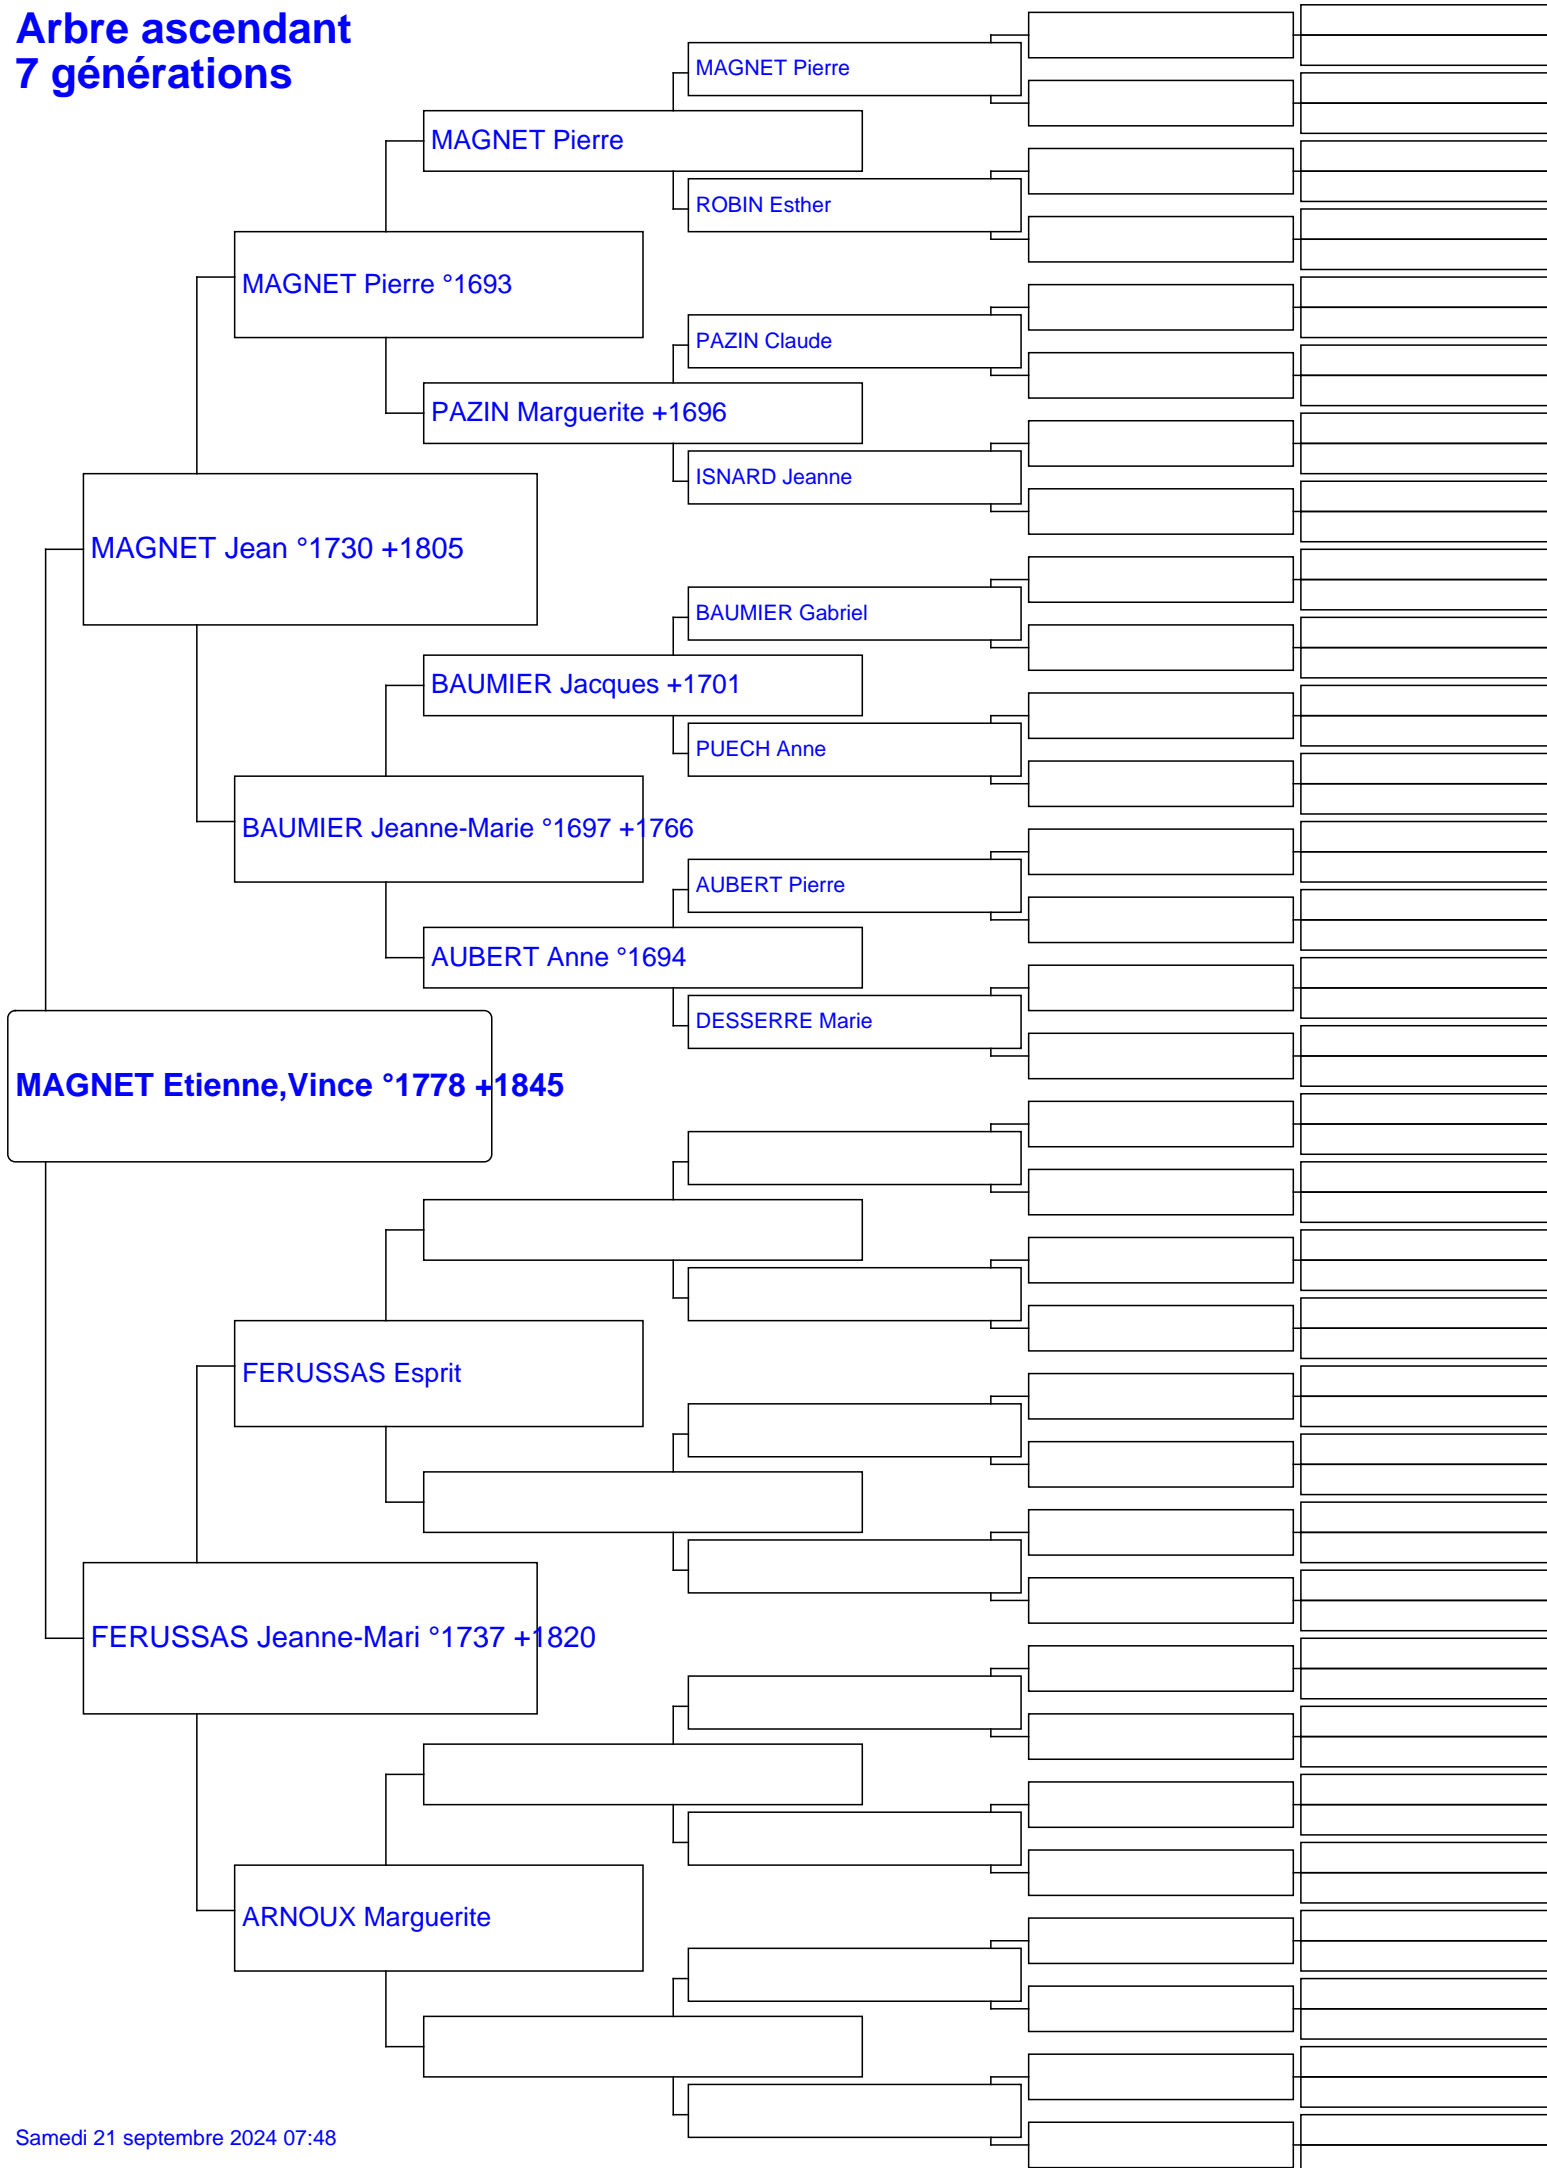 Arbre ascendant
7 générations
MAGNET Pierre
MAGNET Pierre
ROBIN Esther
MAGNET Pierre °1693
PAZIN Claude
PAZIN Marguerite +1696
ISNARD Jeanne
MAGNET Jean °1730 +1805
BAUMIER Gabriel
BAUMIER Jacques +1701
PUECH Anne
BAUMIER Jeanne-Marie °1697 +1766
AUBERT Pierre
AUBERT Anne °1694
DESSERRE Marie
MAGNET Etienne,Vince °1778 +1845
FERUSSAS Esprit
FERUSSAS Jeanne-Mari °1737 +1820
ARNOUX Marguerite
Samedi 21 septembre 2024 07:48